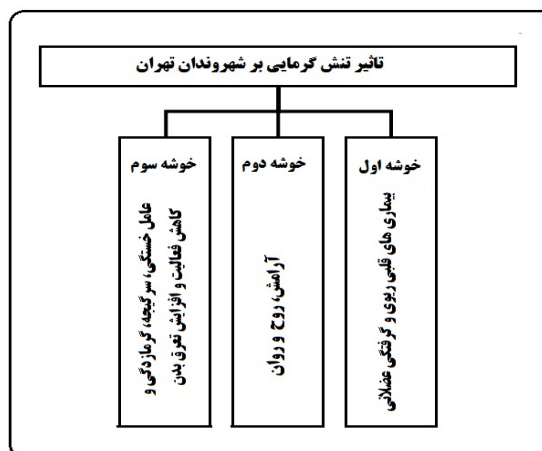 تاثیر تنش گرمایی بر شهروندان تهران
خوشه اول
بیماری های قلبی ریوی و گرفتگی عضلانی
خوشه دوم
آرامش، روح و روان
خوشه سوم
عامل خستگی، سرگیجه، گرمازدگی و
کاهش فعالیت و افزایش تعرق بدن